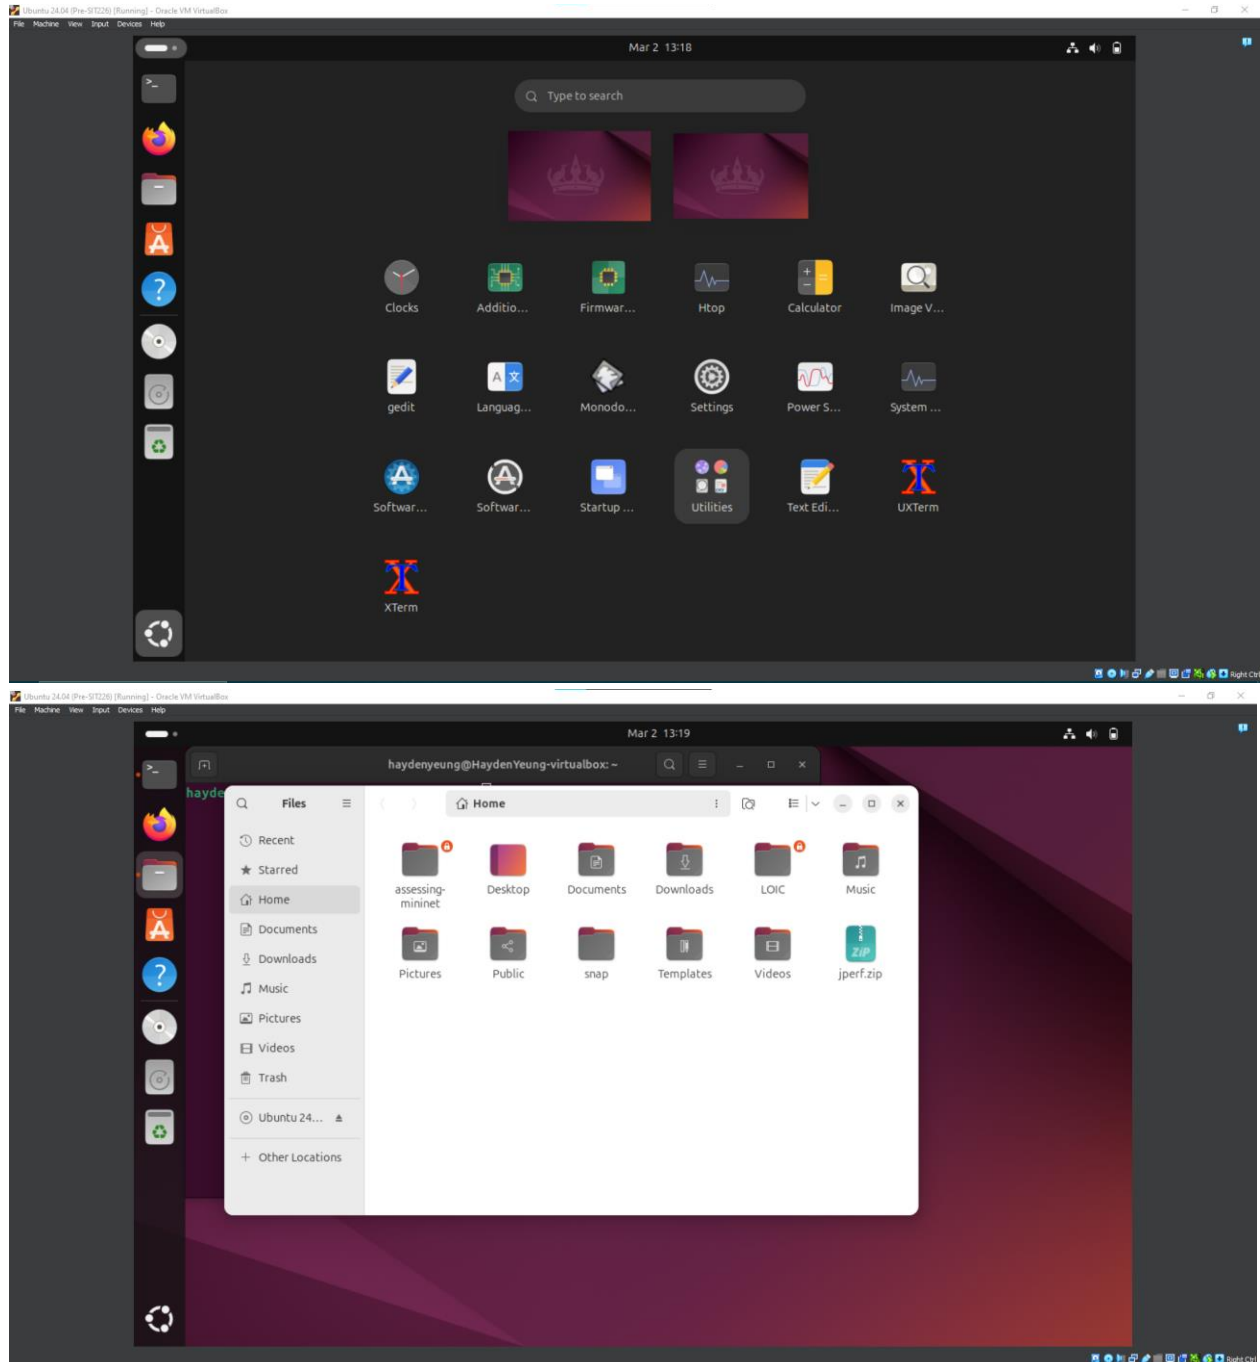 Ubuntu 24.04 (Pre-SIT226) [Running] - Oracle VM VirtualBox
File Machine View Input Devices Help
Mar 2 13:18
Type to search
Clocks Additio... Firmwar... Htop Calculator Image V...
gedit Languag... Monodo... Settings Power S... System ...
Softwar... Softwar... Startup ... Utilities Text Edi... UXTerm
XTerm
Right Ctrl
Ubuntu 24.04 (Pre-SIT226) [Running] - Oracle VM VirtualBox
File Machine View Input Devices Help
Mar 2 13:19
haydenyeung@HaydenYeung-virtualbox: ~
hayde
Files
Home
Recent
Starred
Home
Documents
Downloads
Music
Pictures
Videos
Trash
Ubuntu 24...
Other Locations
assessing-
mininet
Desktop Documents Downloads LOIC Music
Pictures Public snap Templates Videos jperf.zip
ZIP
Right Ctrl